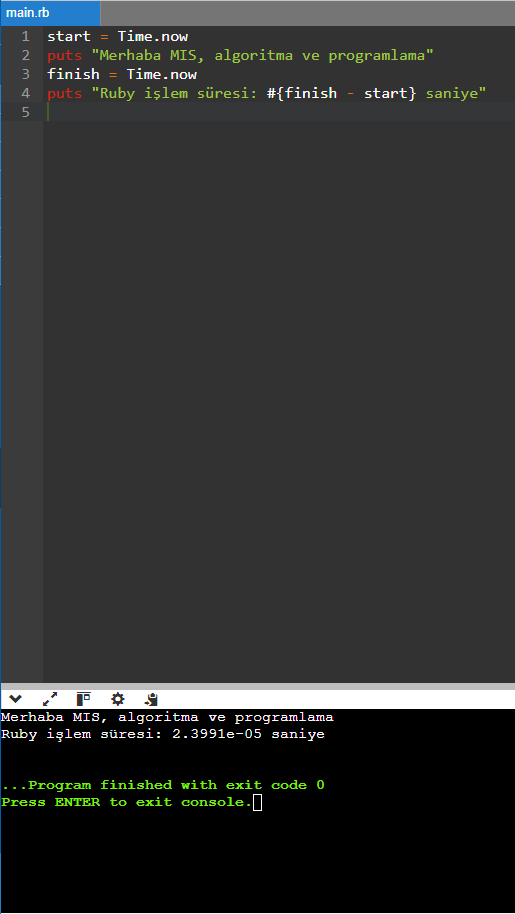 main.rb
1 start = Time.now
2 puts "Merhaba MIS, algoritma ve programlama"
3 finish = Time.now
4 puts "Ruby işlem süresi: #{finish - start} saniye"
5
Merhaba MIS, algoritma ve programlama
Ruby işlem süresi: 2.3991e-05 saniye
...Program finished with exit code 0
Press ENTER to exit console.